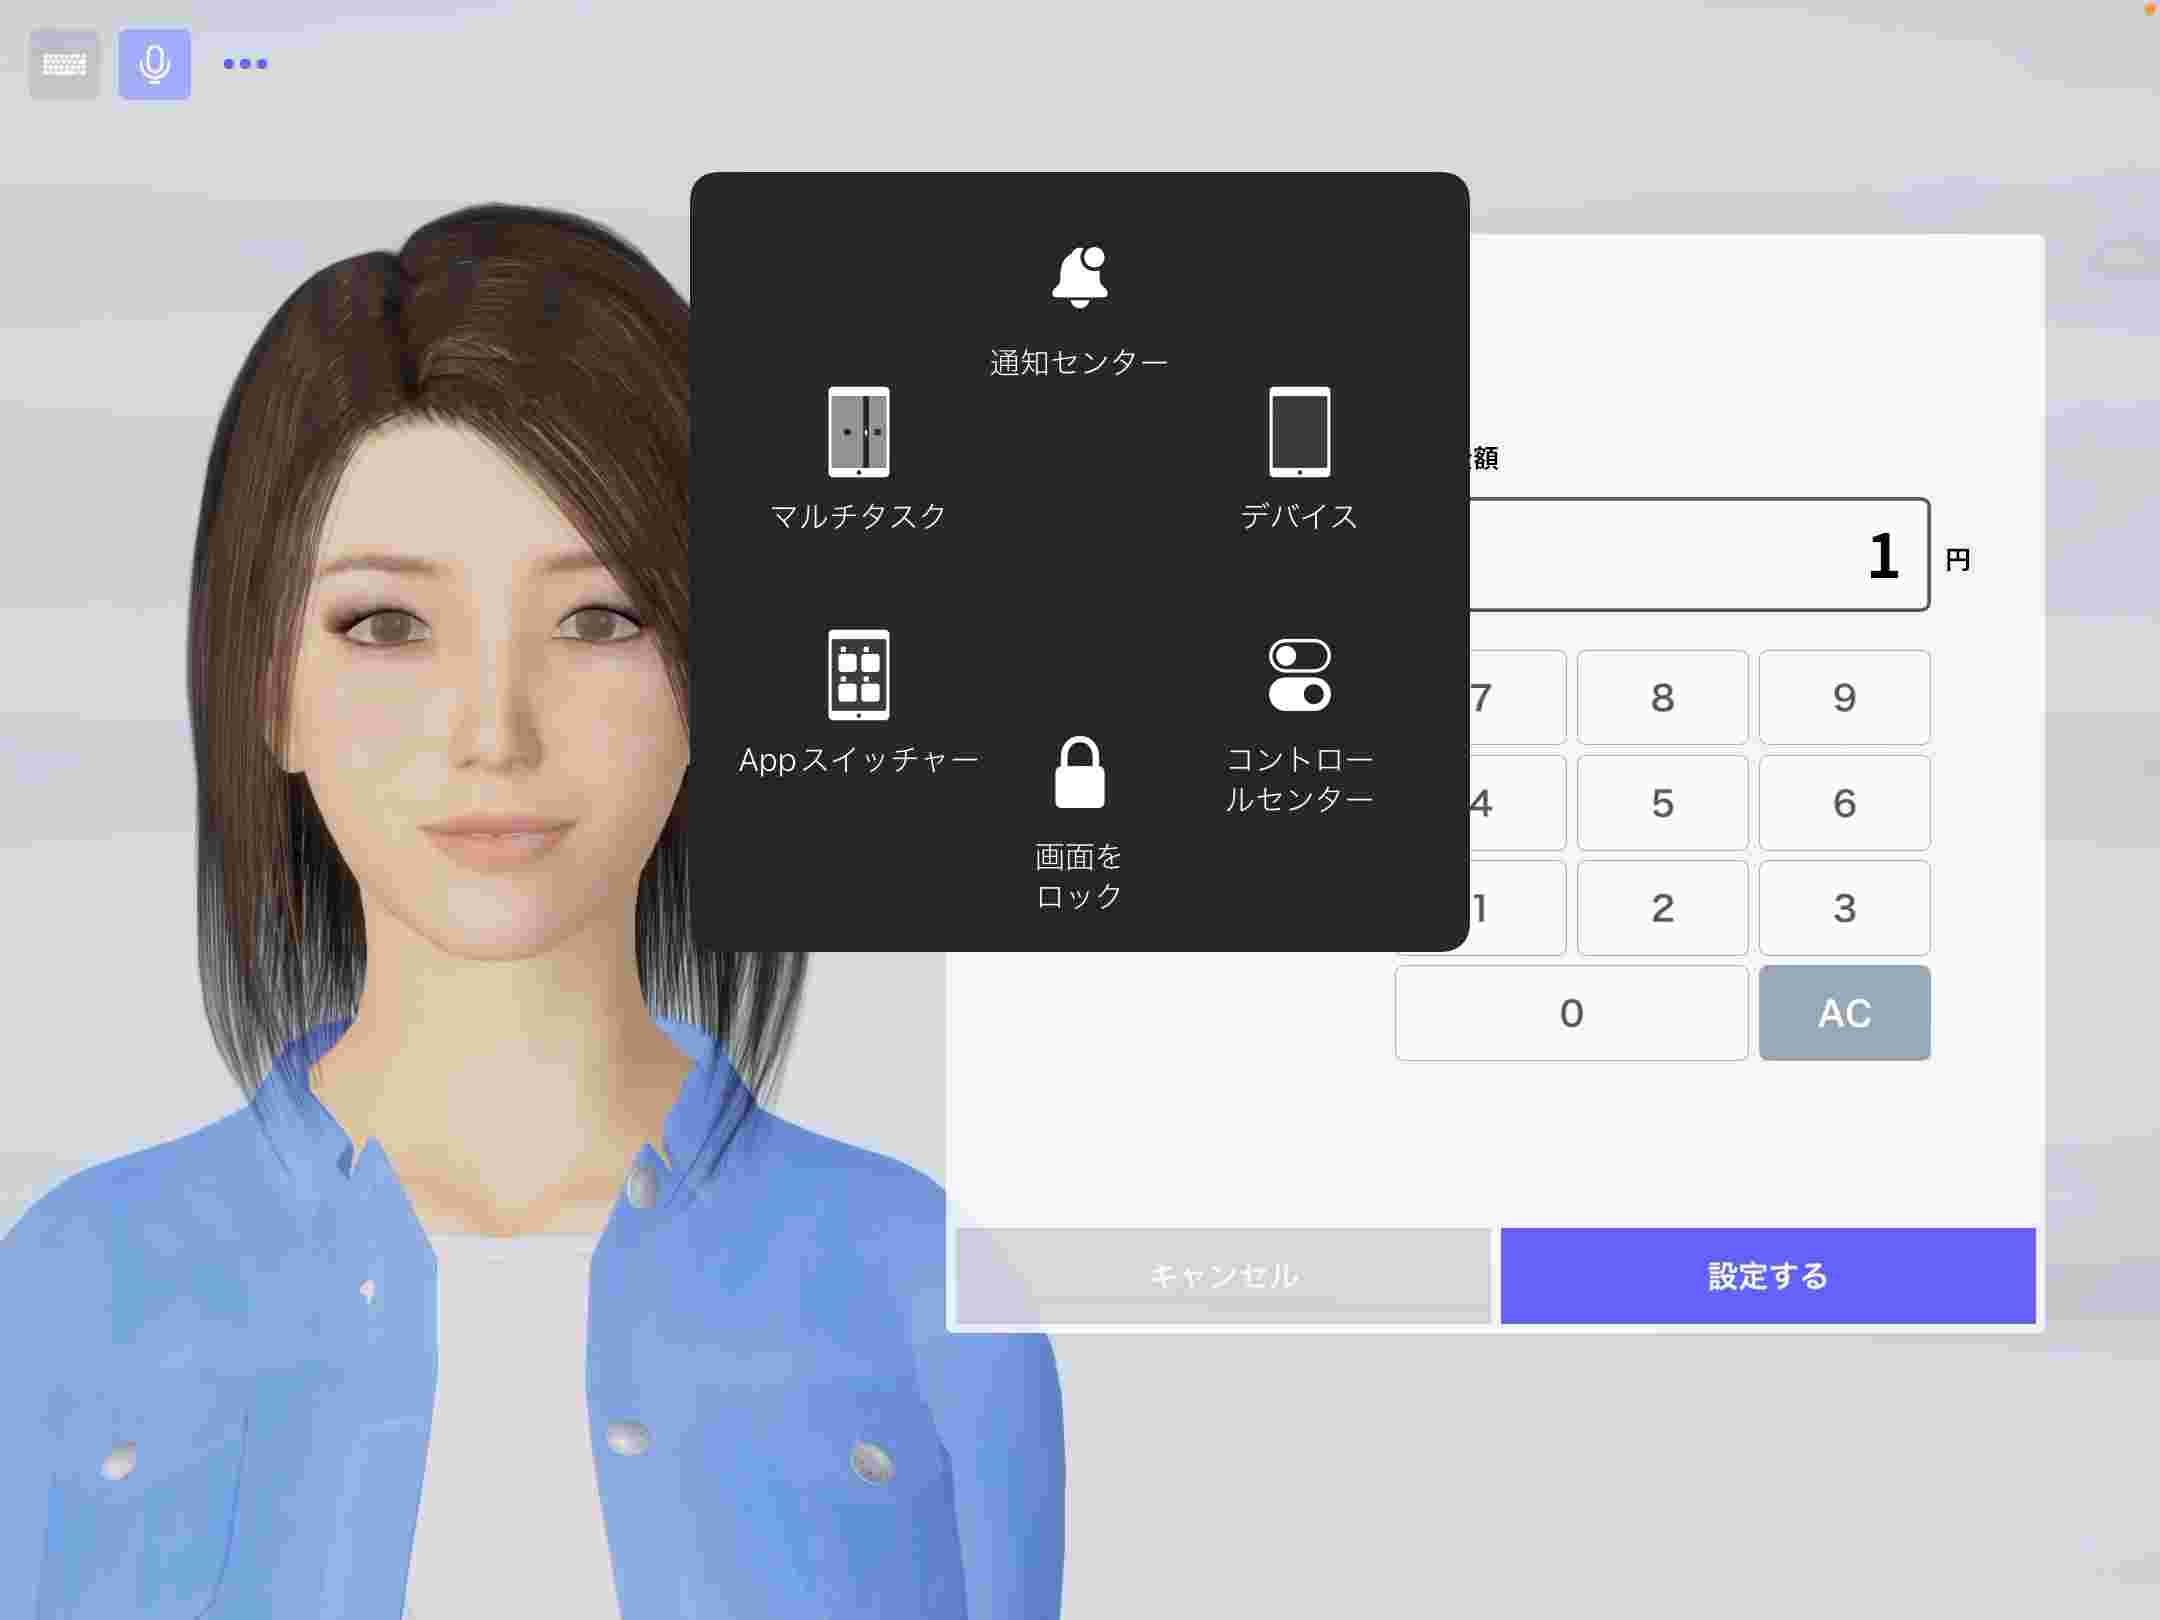 通知センター
マルチタスク
デバイス
額
1 円
Appスイッチャー
コントロー
ルセンター
画面を
ロック
7 8 9
4 5 6
1 2 3
0 AC
キャンセル
設定する